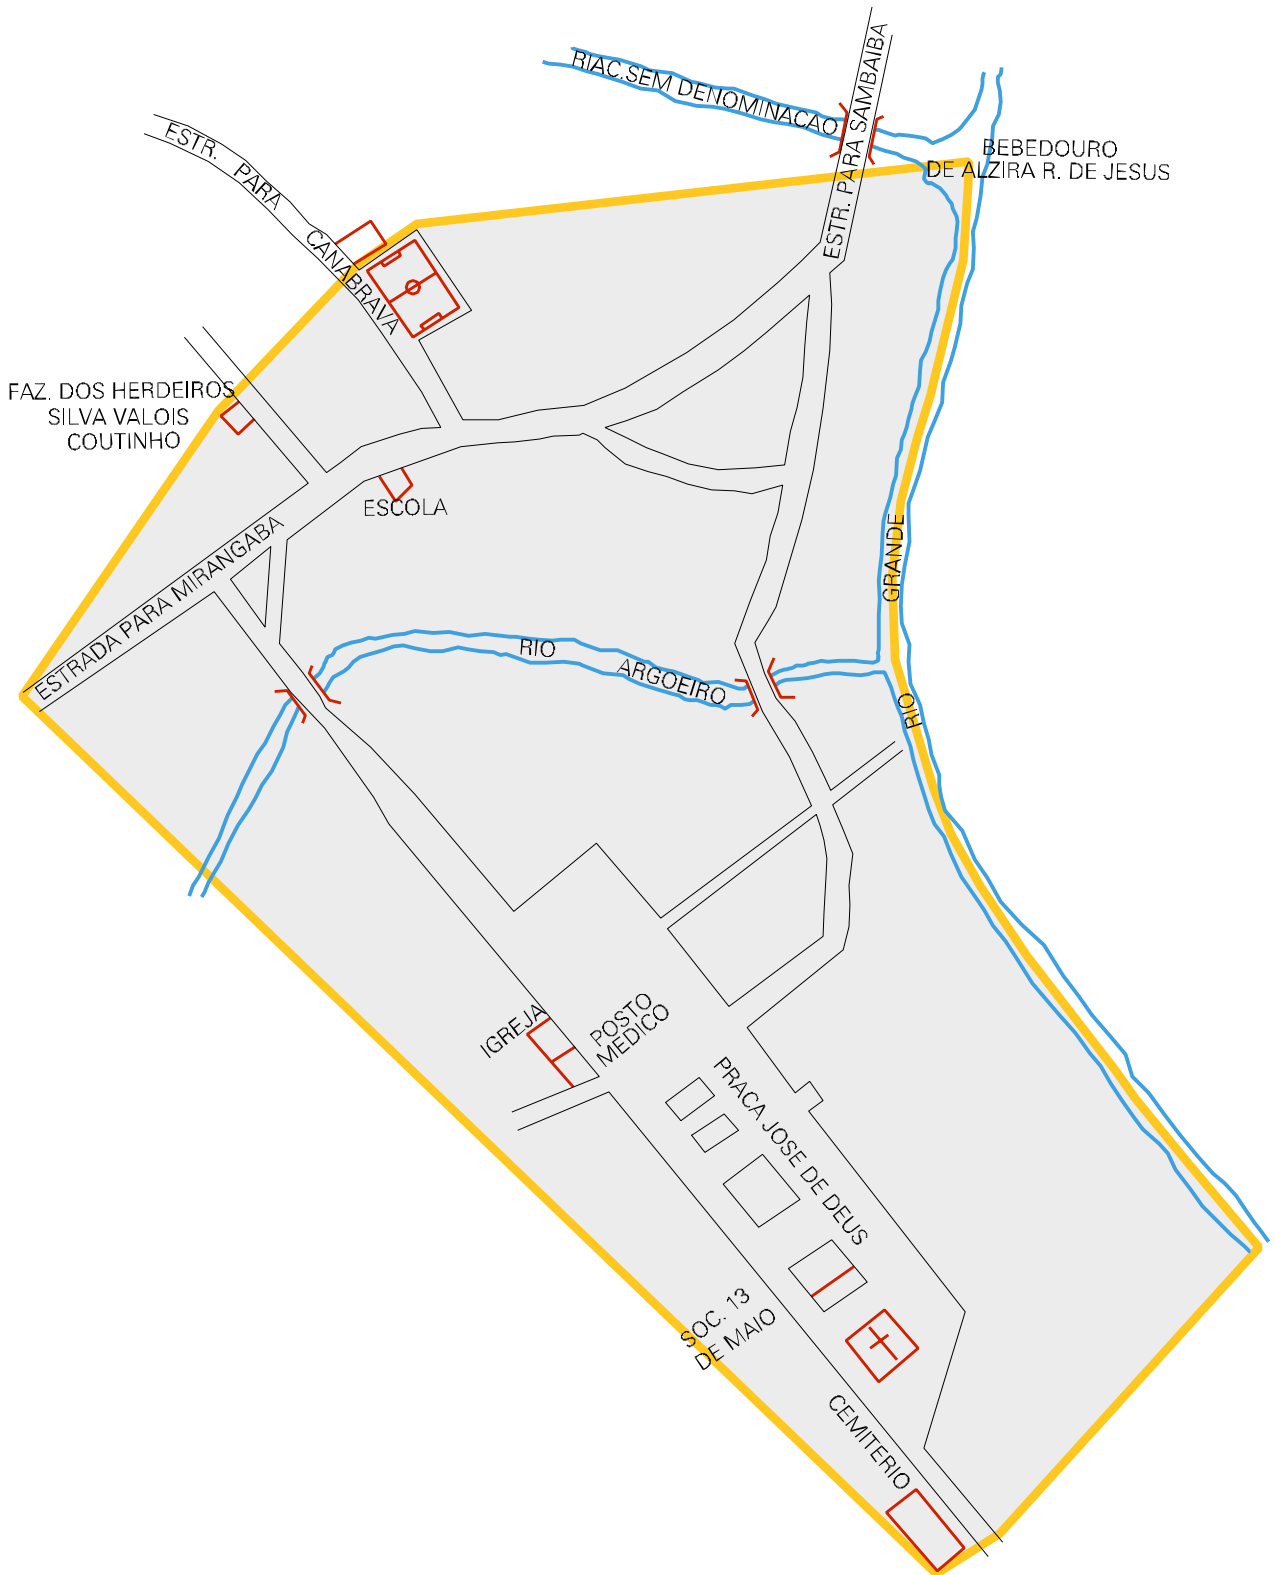 RIAC.SEM DENOMINACAO
ESTR. PARA SAMBAIBA
BEBEDOURO
DE ALZIRA R. DE JESUS
ESTR. PARA CANABRAVA
FAZ. DOS HERDEIROS
SILVA VALOIS
COUTINHO
ESCOLA
ESTRADA PARA MIRANGABA
RIO GRANDE
RIO ARGOEIRO
IGREJA
POSTO
MEDICO
PRACA JOSE DE DEUS
SOC. 13
DE MAIO
CEMITERIO